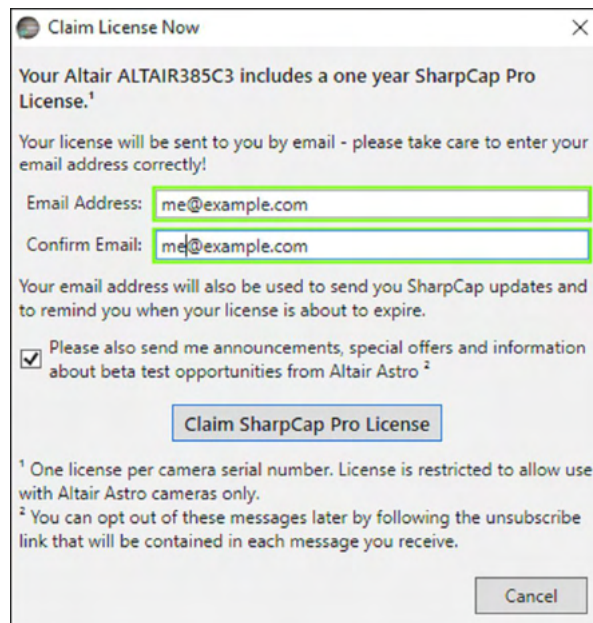 Claim License Now
Your Altair ALTAIR385C3 includes a one year SharpCap Pro
License.¹
Your license will be sent to you by email - please take care to enter your
email address correctly!
Email Address: me@example.com
Confirm Email: me@example.com
Your email address will also be used to send you SharpCap updates and
to remind you when your license is about to expire.
Please also send me announcements, special offers and information
about beta test opportunities from Altair Astro ²
Claim SharpCap Pro License
¹ One license per camera serial number. License is restricted to allow use
with Altair Astro cameras only.
² You can opt out of these messages later by following the unsubscribe
link that will be contained in each message you receive.
Cancel